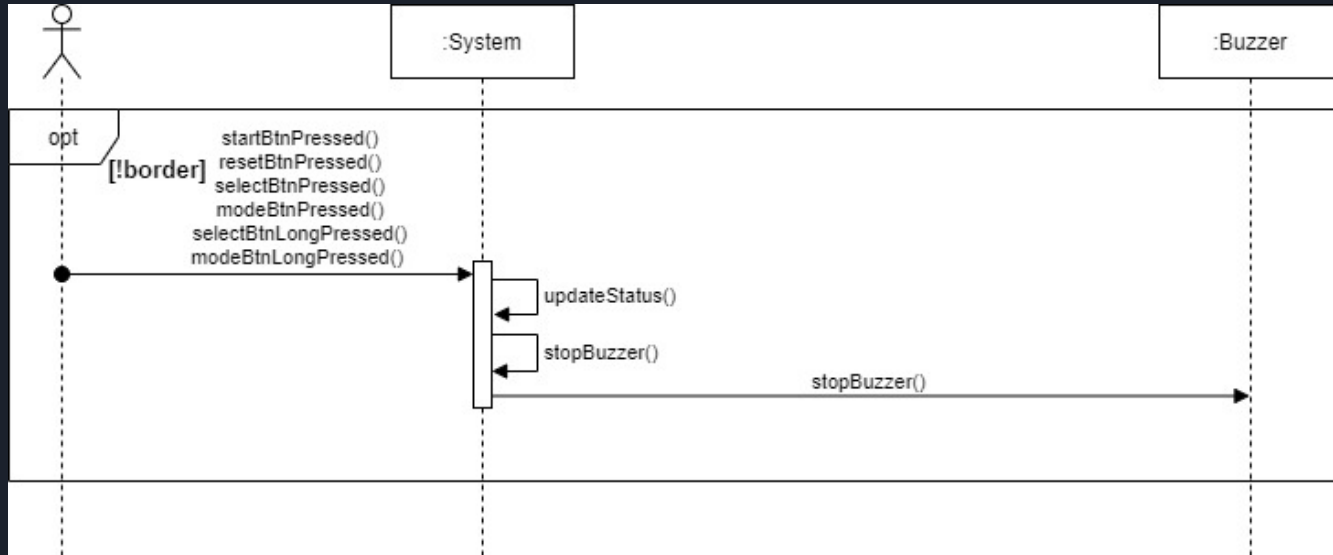 :System
:Buzzer
opt
[!border]
startBtnPressed()
resetBtnPressed()
selectBtnPressed()
modeBtnPressed()
selectBtnLongPressed()
modeBtnLongPressed()
updateStatus()
stopBuzzer()
stopBuzzer()